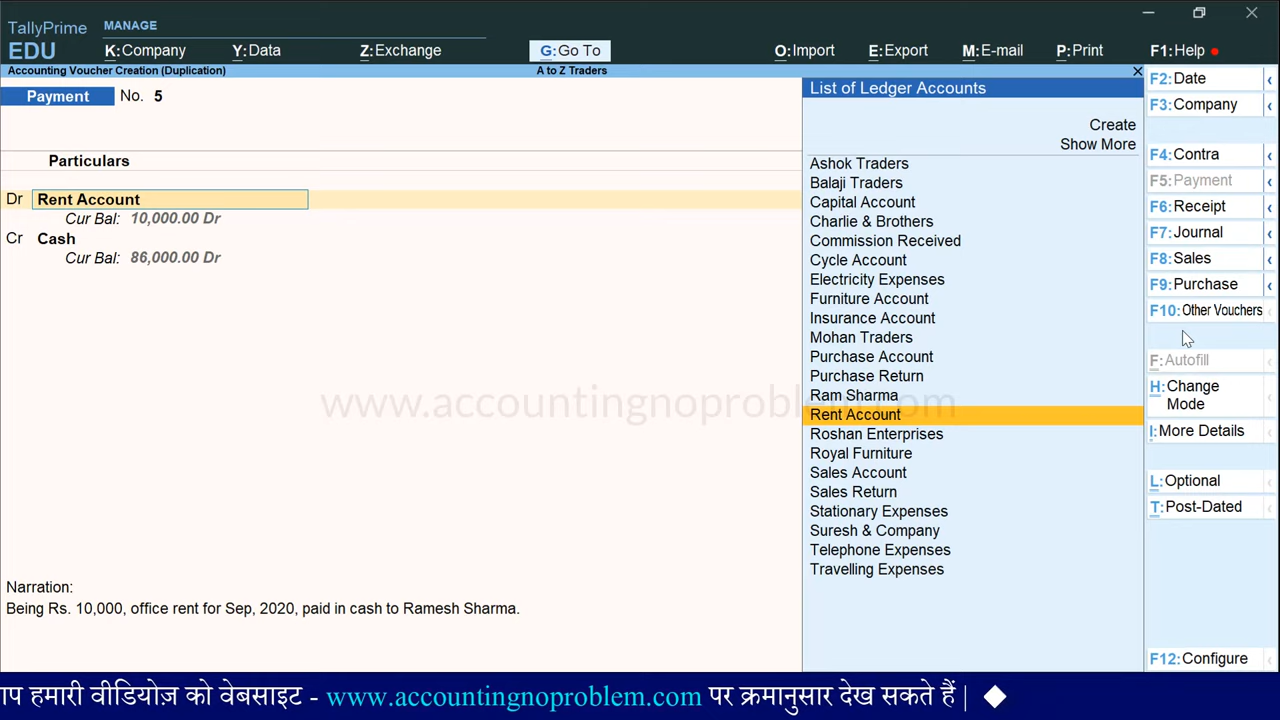 TallyPrime
MANAGE
EDU
K:Company
Y:Data
Z:Exchange
G:Go To
O:Import
E:Export
M:E-mail
P:Print
F1:Help
Accounting Voucher Creation (Duplication)
A to Z Traders
Payment No. 5
Particulars
Dr Rent Account
Cur Bal: 10,000.00 Dr
Cr Cash
Cur Bal: 86,000.00 Dr
Narration:
Being Rs. 10,000, office rent for Sep, 2020, paid in cash to Ramesh Sharma.
www.accountingnoproblem.com
List of Ledger Accounts
Create
Show More
Ashok Traders
Balaji Traders
Capital Account
Charlie & Brothers
Commission Received
Cycle Account
Electricity Expenses
Furniture Account
Insurance Account
Mohan Traders
Purchase Account
Purchase Return
Ram Sharma
Rent Account
Roshan Enterprises
Royal Furniture
Sales Account
Sales Return
Stationary Expenses
Suresh & Company
Telephone Expenses
Travelling Expenses
F2:Date
F3:Company
F4:Contra
F5:Payment
F6:Receipt
F7:Journal
F8:Sales
F9:Purchase
F10:Other Vouchers
F:Autofill
H:Change
Mode
I:More Details
L:Optional
T:Post-Dated
F12:Configure
प हमारी वीडियोज़ को वेबसाइट - www.accountingnoproblem.com पर क्रमानुसार देख सकते हैं |